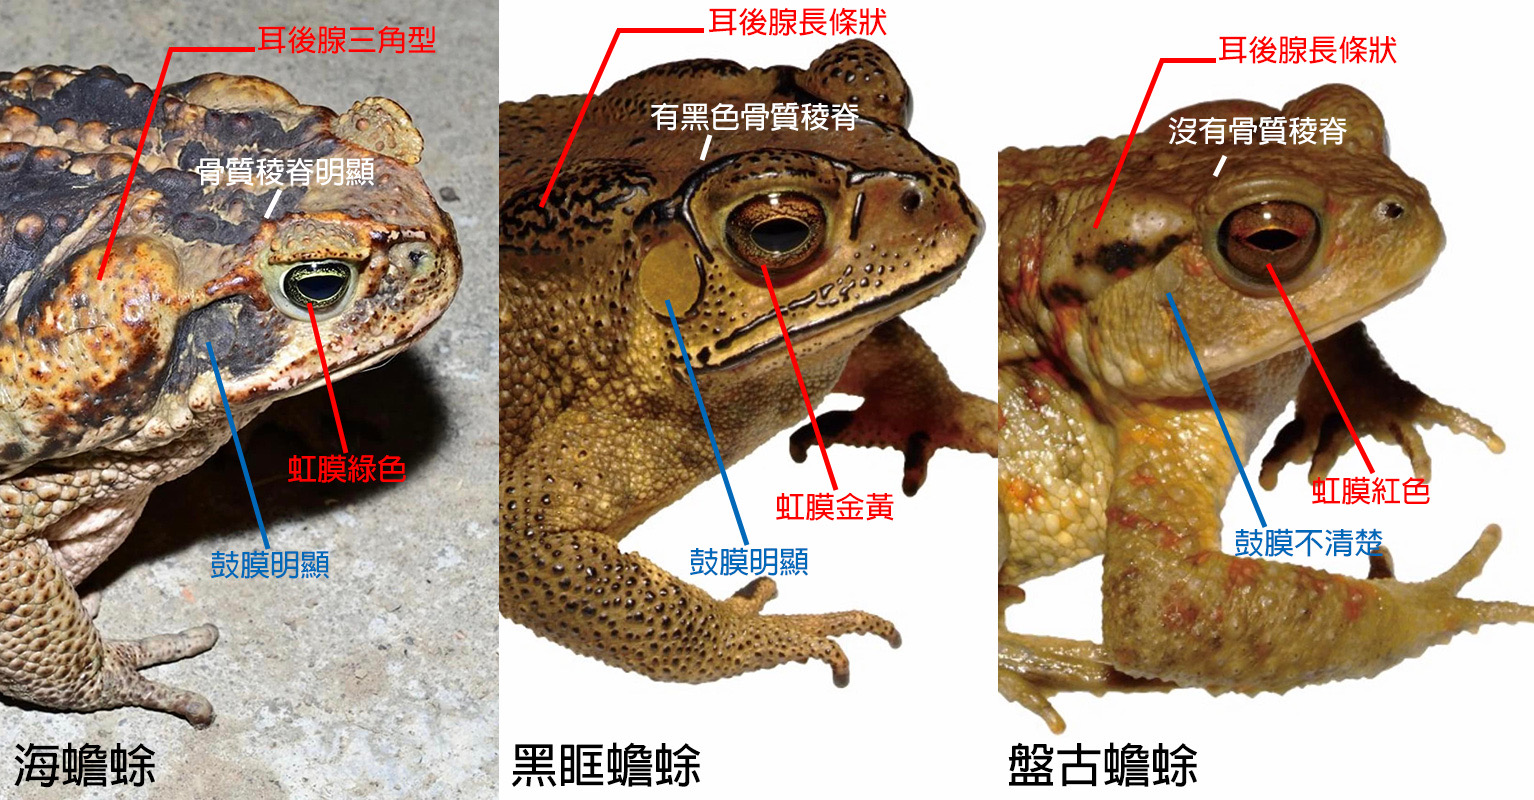 耳後腺三角型
骨質稜脊明顯
虹膜綠色
鼓膜明顯
海蟾蜍
耳後腺長條狀
有黑色骨質稜脊
虹膜金黃
鼓膜明顯
黑眶蟾蜍
耳後腺長條狀
沒有骨質稜脊
虹膜紅色
鼓膜不清楚
盤古蟾蜍